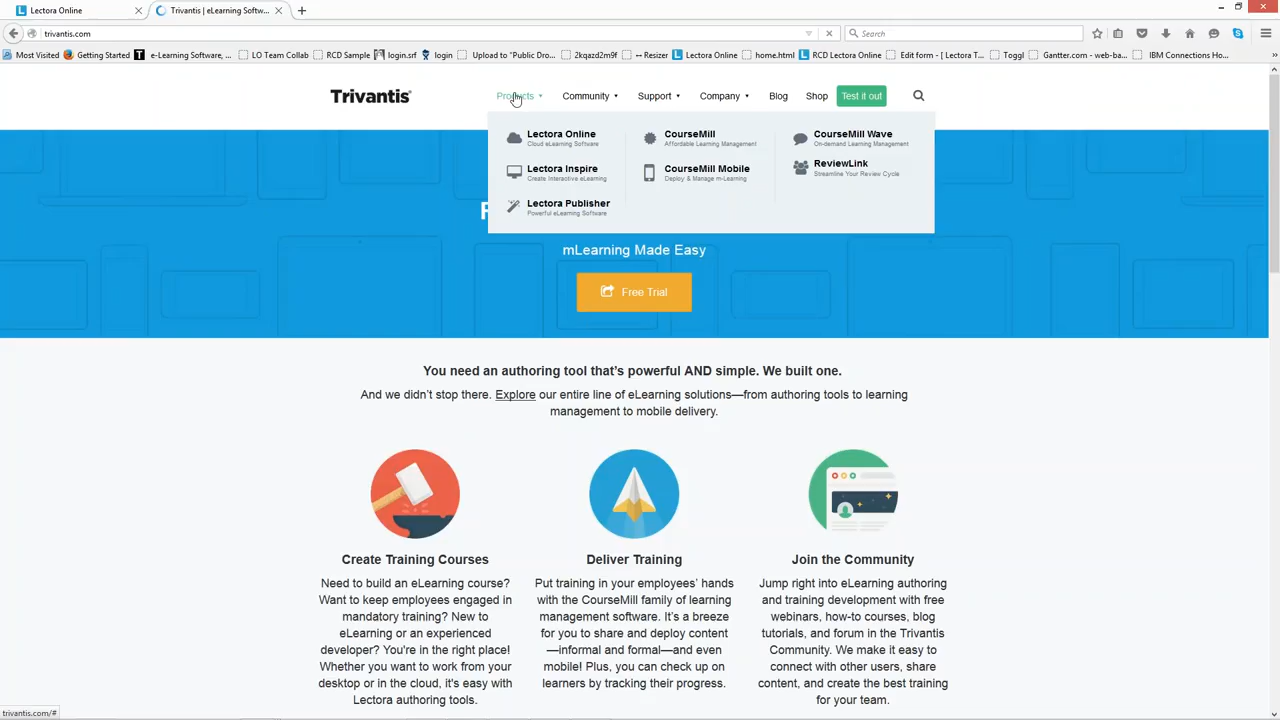 Lectora Online
Trivantis | eLearning Softw...
trivantis.com
Search
Most Visited Getting Started e-Learning Software, ... LO Team Collab RCD Sample login.srf login Upload to "Public Dro... 2kqazd2m9f -- Resizer Lectora Online home.html RCD Lectora Online Edit form - [ Lectora T... Toggl Gantter.com - web-ba... IBM Connections Ho...
Trivantis®
Products Community Support Company Blog Shop Test it out
Lectora Online
Cloud eLearning Software
Lectora Inspire
Create Interactive eLearning
Lectora Publisher
Powerful eLearning Software
CourseMill
Affordable Learning Management
CourseMill Mobile
Deploy & Manage m-Learning
CourseMill Wave
On-demand Learning Management
ReviewLink
Streamline Your Review Cycle
mLearning Made Easy
Free Trial
You need an authoring tool that's powerful AND simple. We built one.
And we didn't stop there. Explore our entire line of eLearning solutions—from authoring tools to learning
management to mobile delivery.
Create Training Courses
Need to build an eLearning course?
Want to keep employees engaged in
mandatory training? New to
eLearning or an experienced
developer? You're in the right place!
Whether you want to work from your
desktop or in the cloud, it's easy with
Lectora authoring tools.
Deliver Training
Put training in your employees' hands
with the CourseMill family of learning
management software. It's a breeze
for you to share and deploy content
—informal and formal—and even
mobile! Plus, you can check up on
learners by tracking their progress.
Join the Community
Jump right into eLearning authoring
and training development with free
webinars, how-to courses, blog
tutorials, and forum in the Trivantis
Community. We make it easy to
connect with other users, share
content, and create the best training
for your team.
trivantis.com/#